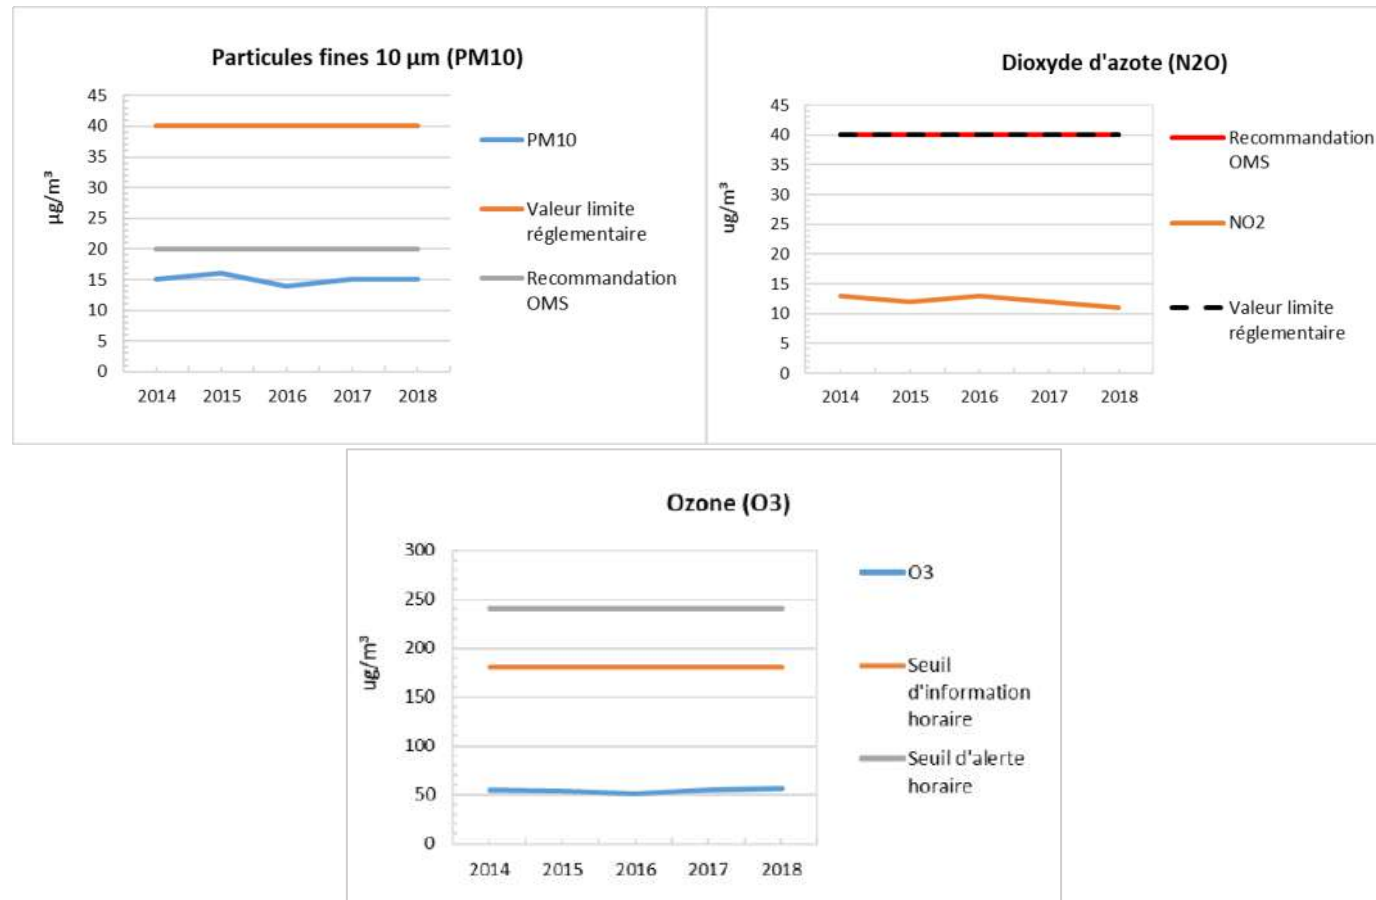 Particules fines 10 µm (PM10)
45
40
35
30
25
20
15
10
5
0
µg/m³
2014 2015 2016 2017 2018
PM10
Valeur limite
réglementaire
Recommandation
OMS
Dioxyde d'azote (N2O)
45
40
35
30
25
20
15
10
5
0
ug/m³
2014 2015 2016 2017 2018
Recommandation
OMS
NO2
Valeur limite
réglementaire
Ozone (O3)
300
250
200
150
100
50
0
ug/m³
2014 2015 2016 2017 2018
O3
Seuil
d'information
horaire
Seuil d'alerte
horaire